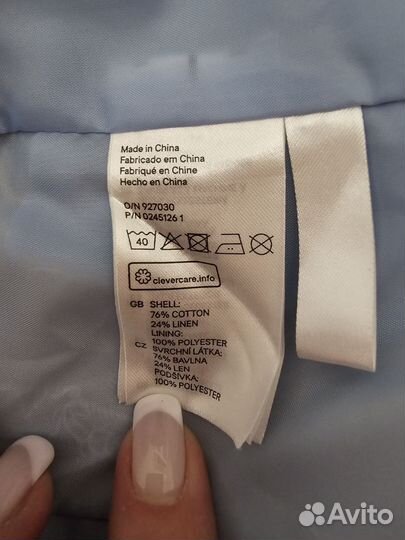 Made in China
Fabricado em China
Fabriqué en Chine
Hecho en China
O/N 927030
P/N 0245126 1
40
clevercare.info
GB SHELL:
76% COTTON
24% LINEN
LINING:
100% POLYESTER
CZ SVRCHNÍ LÁTKA:
76% BAVLNA
24% LEN
PODŠÍVKA:
100% POLYESTER
Avito